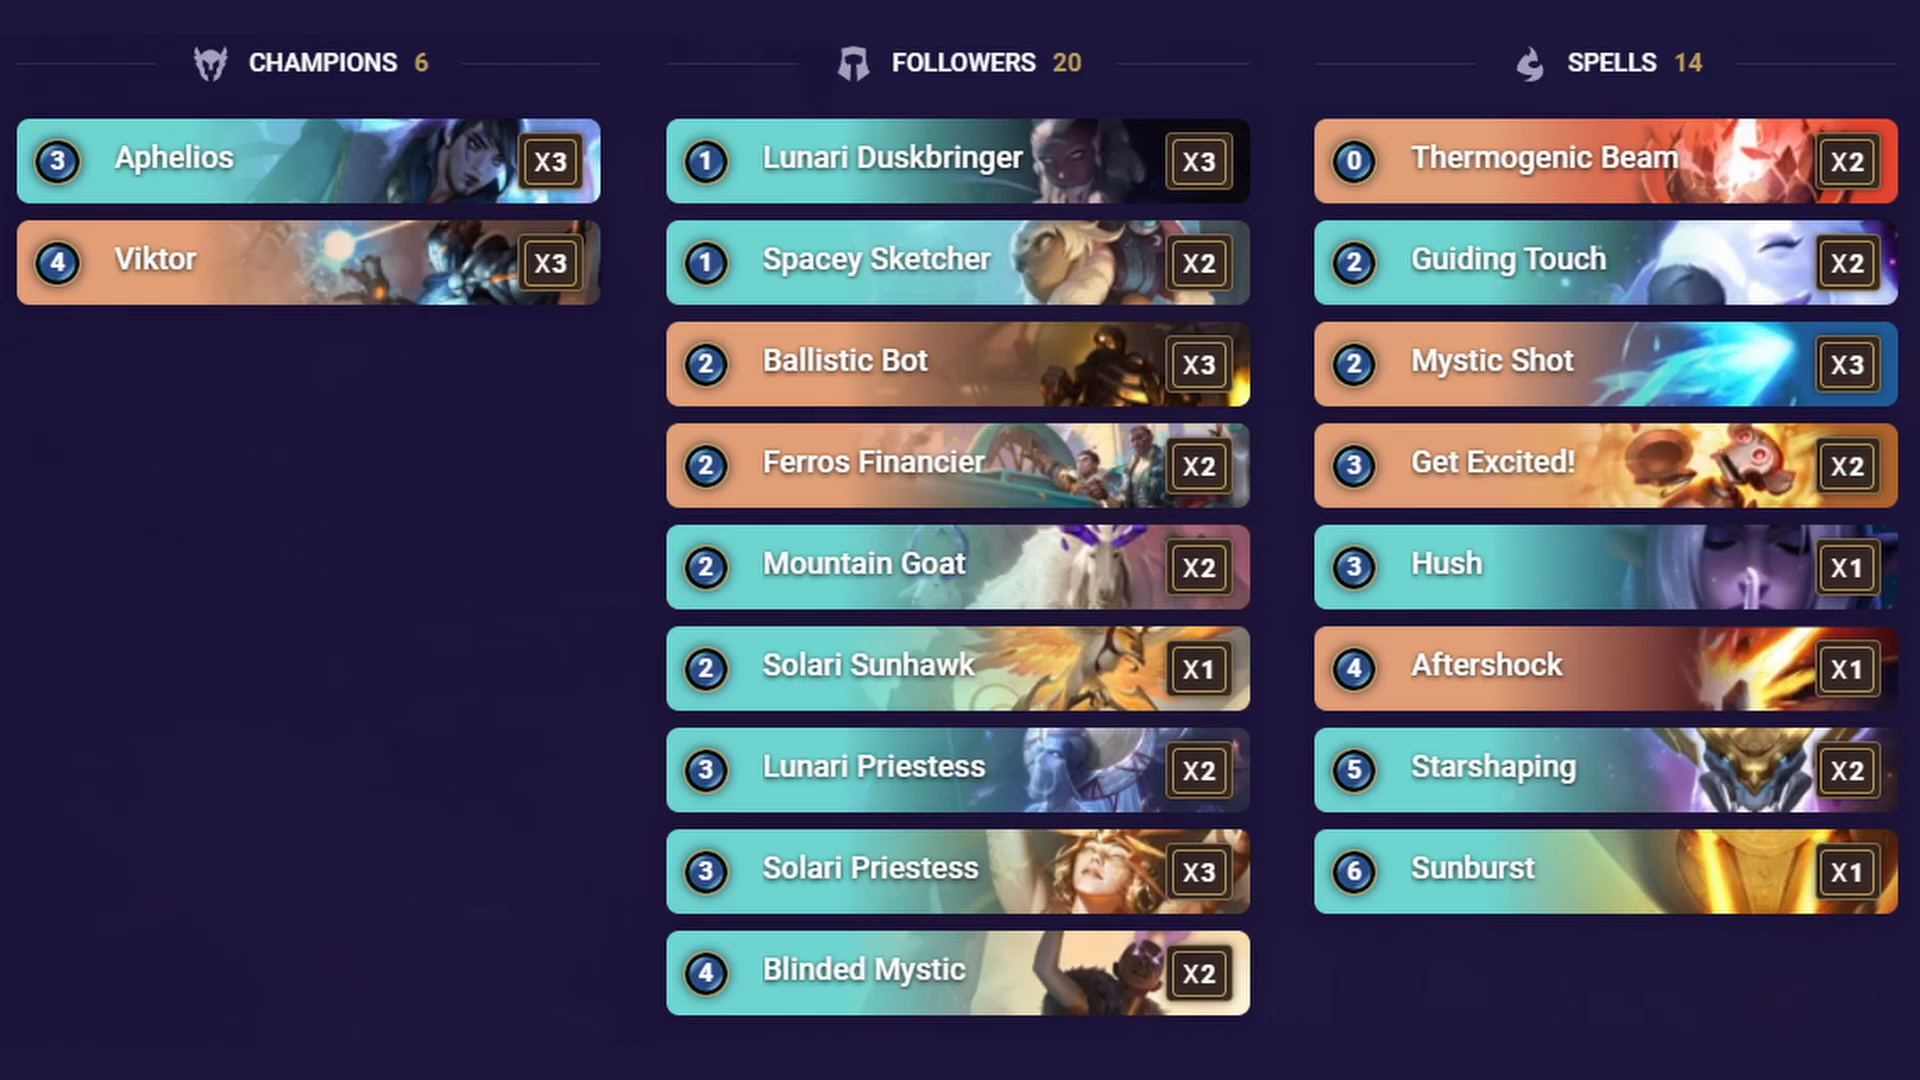 CHAMPIONS 6
3 Aphelios X3
4 Viktor X3
FOLLOWERS 20
1 Lunari Duskbringer X3
1 Spacey Sketcher X2
2 Ballistic Bot X3
2 Ferros Financier X2
2 Mountain Goat X2
2 Solari Sunhawk X1
3 Lunari Priestess X2
3 Solari Priestess X3
4 Blinded Mystic X2
SPELLS 14
0 Thermogenic Beam X2
2 Guiding Touch X2
2 Mystic Shot X3
3 Get Excited! X2
3 Hush X1
4 Aftershock X1
5 Starshaping X2
6 Sunburst X1